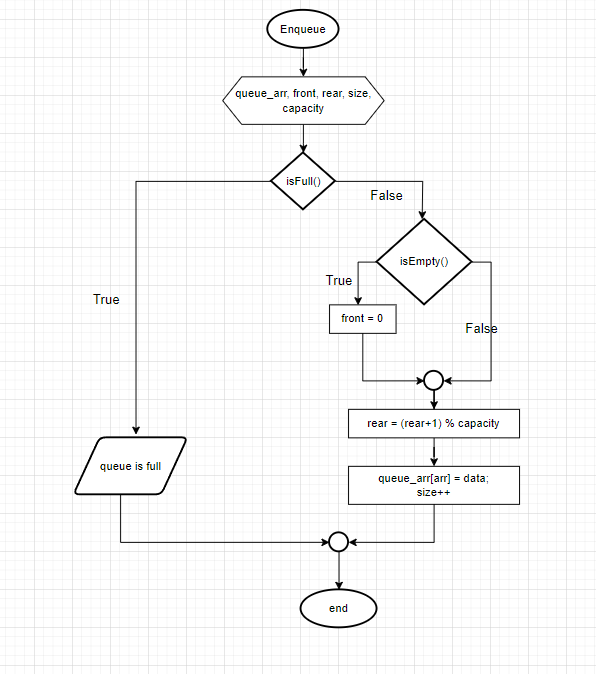 Enqueue
queue_arr, front, rear, size,
capacity
isFull()
False
isEmpty()
True
True
front = 0
False
rear = (rear+1) % capacity
queue is full
queue_arr[arr] = data;
size++
end